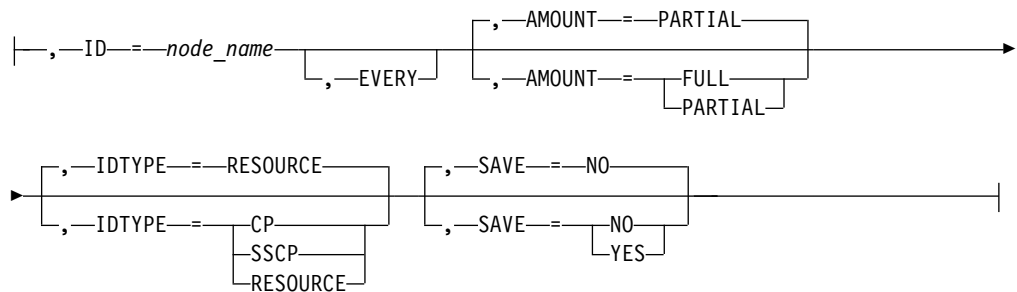 , AMOUNT = PARTIAL
, ID = node_name
, EVERY
, AMOUNT = FULL
PARTIAL
, IDTYPE = RESOURCE
, SAVE = NO
, IDTYPE = CP
SSCP
RESOURCE
, SAVE = NO
YES